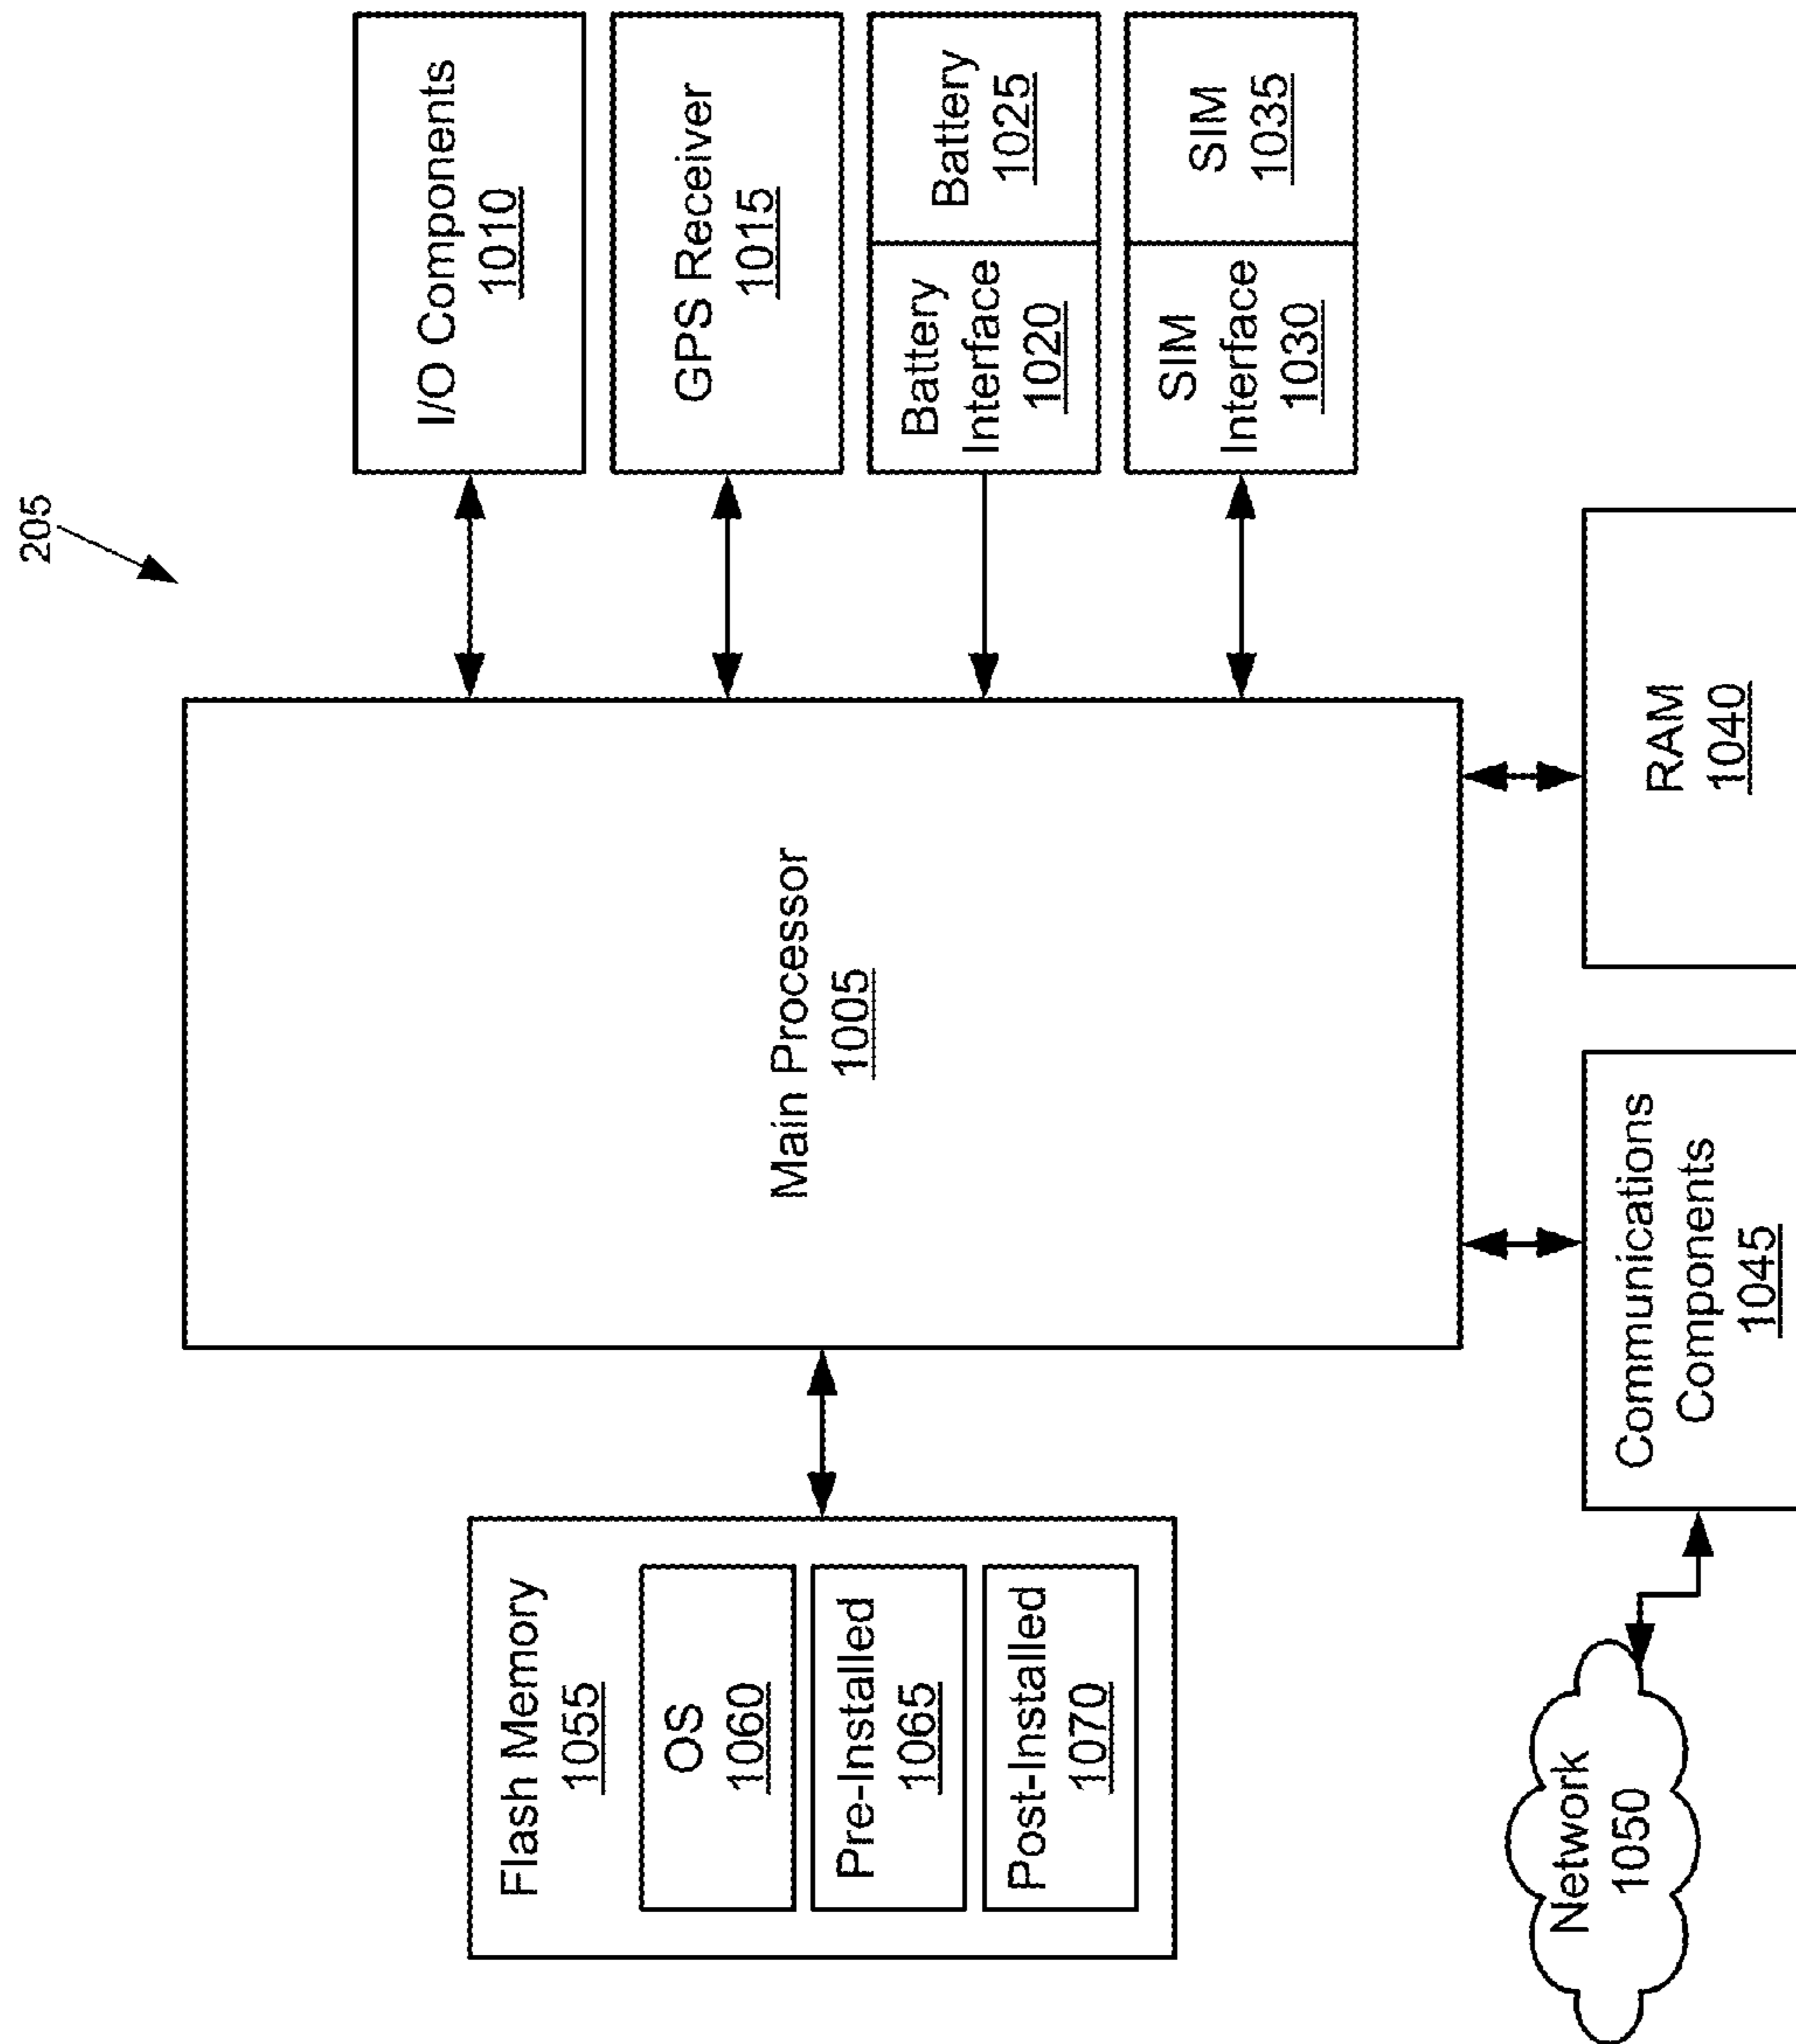 205
Flash Memory
1055
OS
1060
Pre-Installed
1065
Post-Installed
1070
Main Processor
1005
I/O Components
1010
GPS Receiver
1015
Battery
Interface
1020
Battery
1025
SIM
Interface
1030
SIM
1035
Network
1050
Communications
Components
1045
RAM
1040